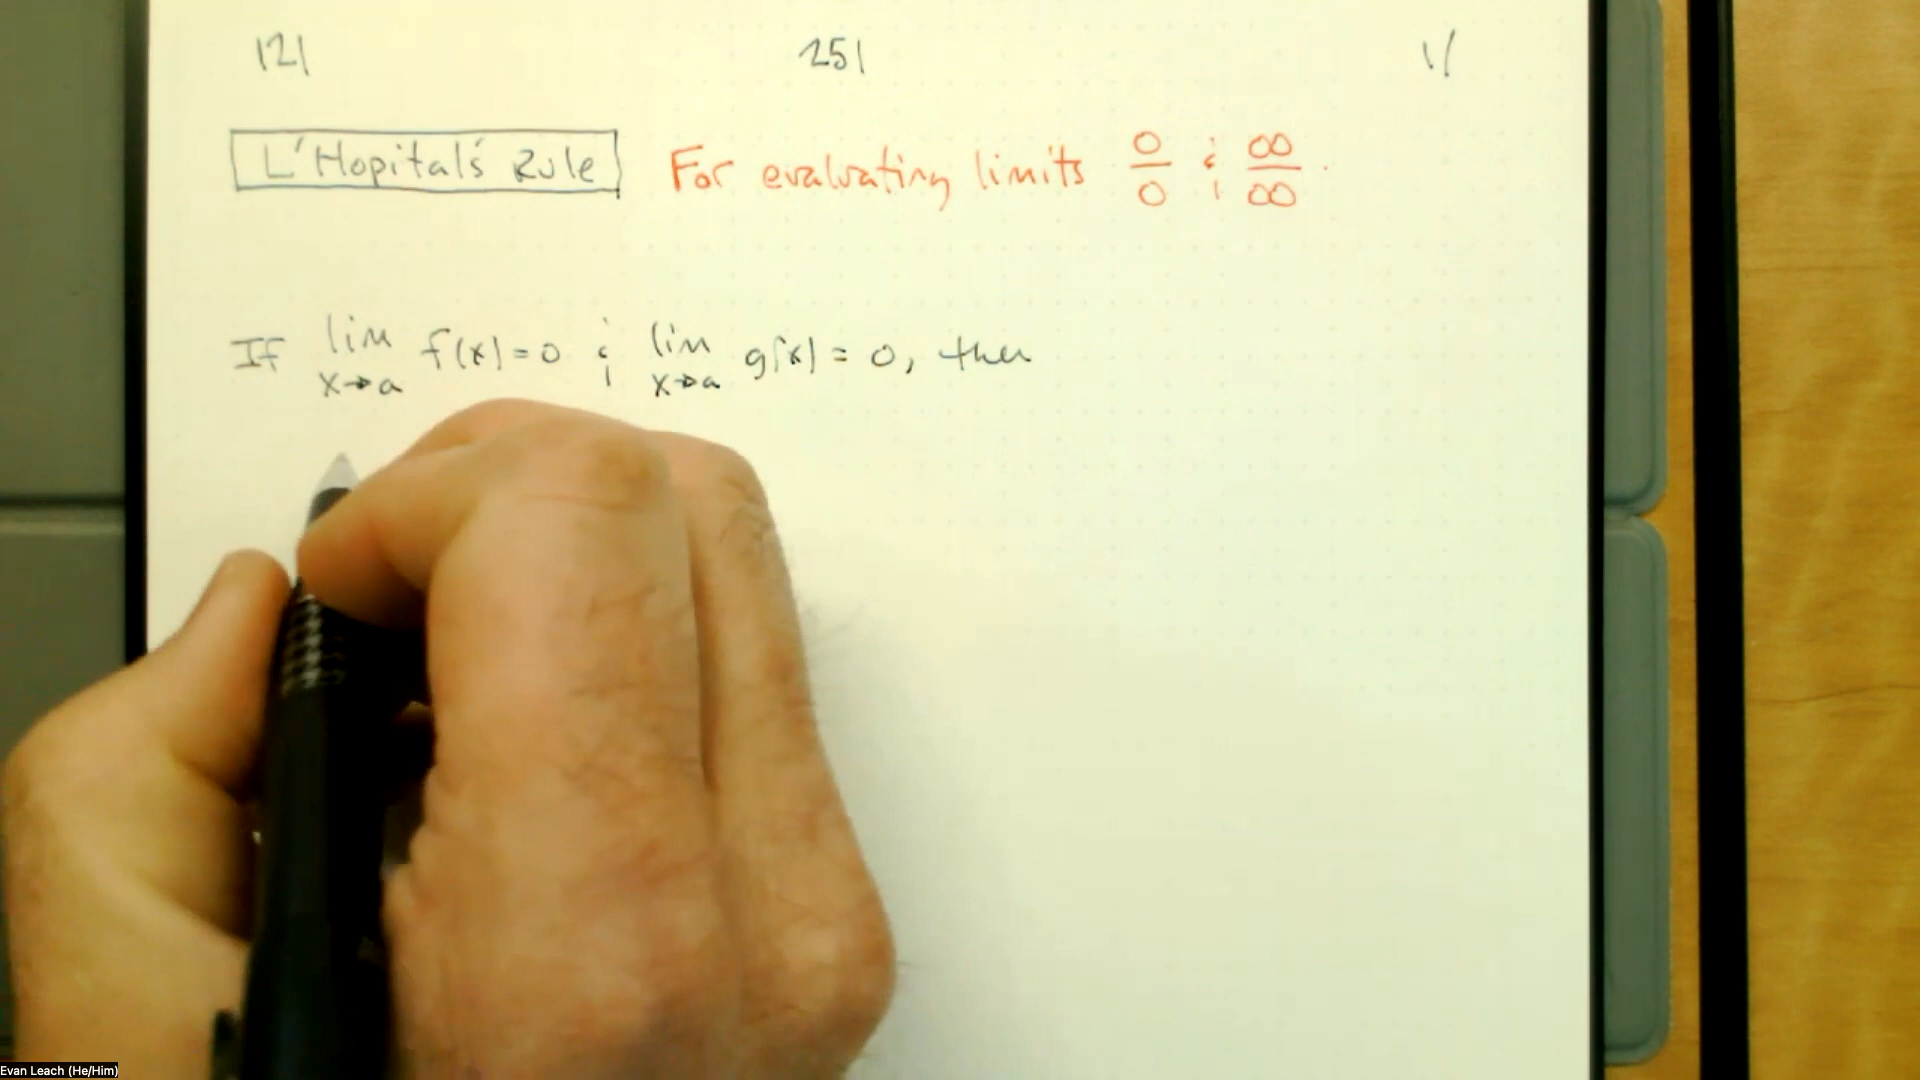 121 251 1/
L'Hopital's Rule For evaluating limits 0/0 & ∞/∞.
If lim x→a f(x)=0 & lim x→a g(x)=0, then
Evan Leach (He/Him)